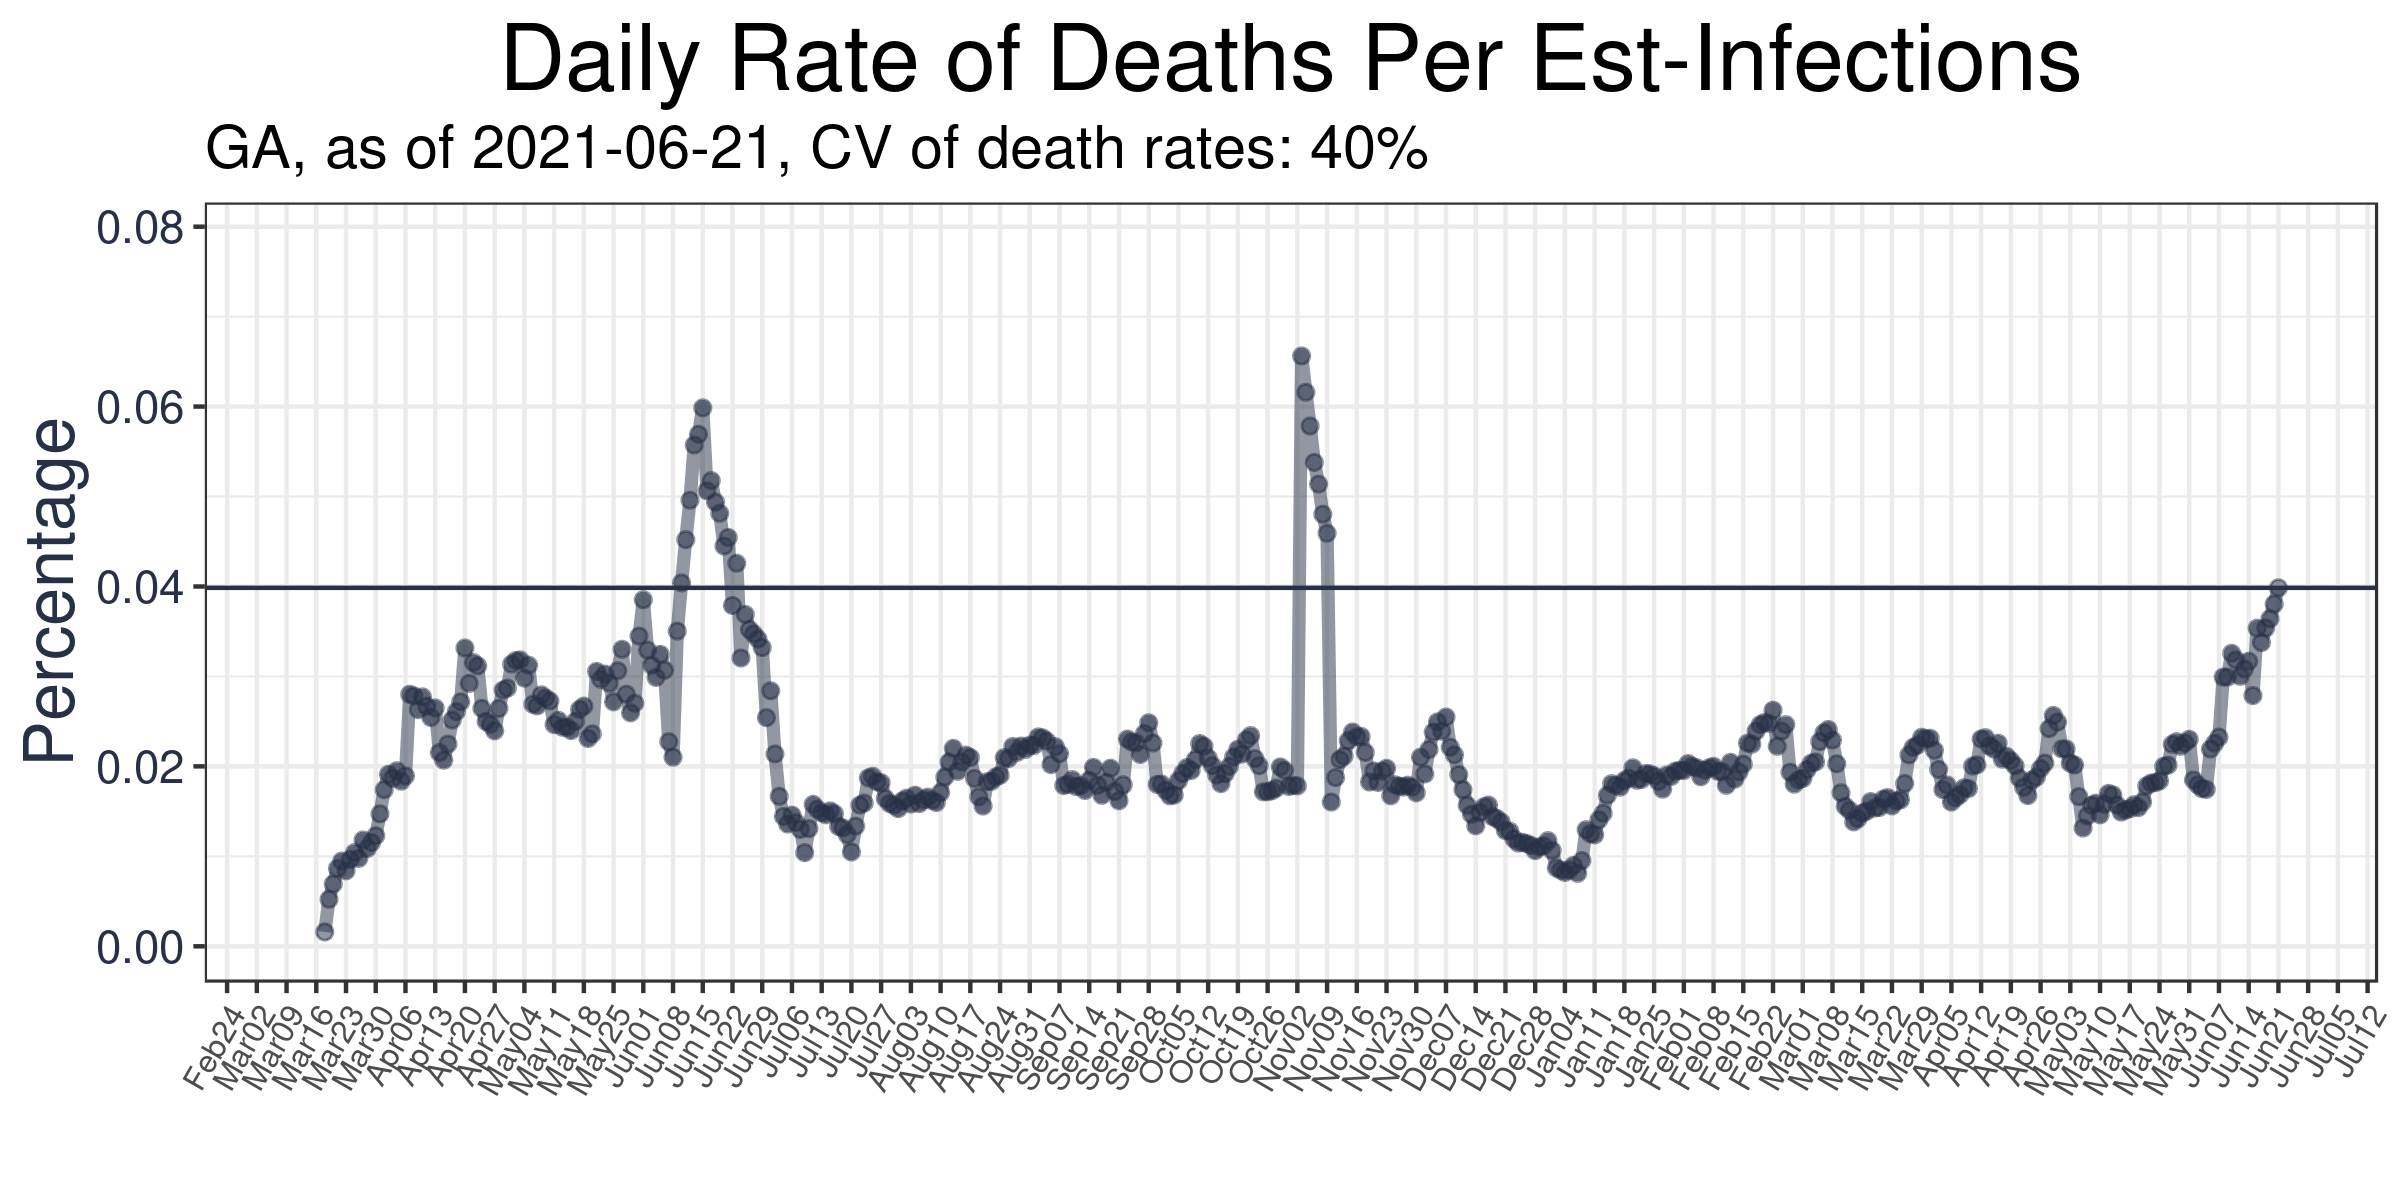 Daily Rate of Deaths Per Est-Infections
GA, as of 2021-06-21, CV of death rates: 40%
Percentage
0.08
0.06
0.04
0.02
0.00
Feb24
Mar02
Mar09
Mar16
Mar23
Mar30
Apr06
Apr13
Apr20
Apr27
May04
May11
May18
May25
Jun01
Jun08
Jun15
Jun22
Jun29
Jul06
Jul13
Jul20
Jul27
Aug03
Aug10
Aug17
Aug24
Aug31
Sep07
Sep14
Sep21
Sep28
Oct05
Oct12
Oct19
Oct26
Nov02
Nov09
Nov16
Nov23
Nov30
Dec07
Dec14
Dec21
Dec28
Dec04
Jan11
Jan18
Jan25
Feb01
Feb08
Feb15
Feb22
Mar01
Mar08
Mar15
Mar22
Mar29
Apr05
Apr12
Apr19
Apr26
May03
May10
May17
May24
May31
May07
Jun14
Jun21
Jun28
Jul05
Jul12